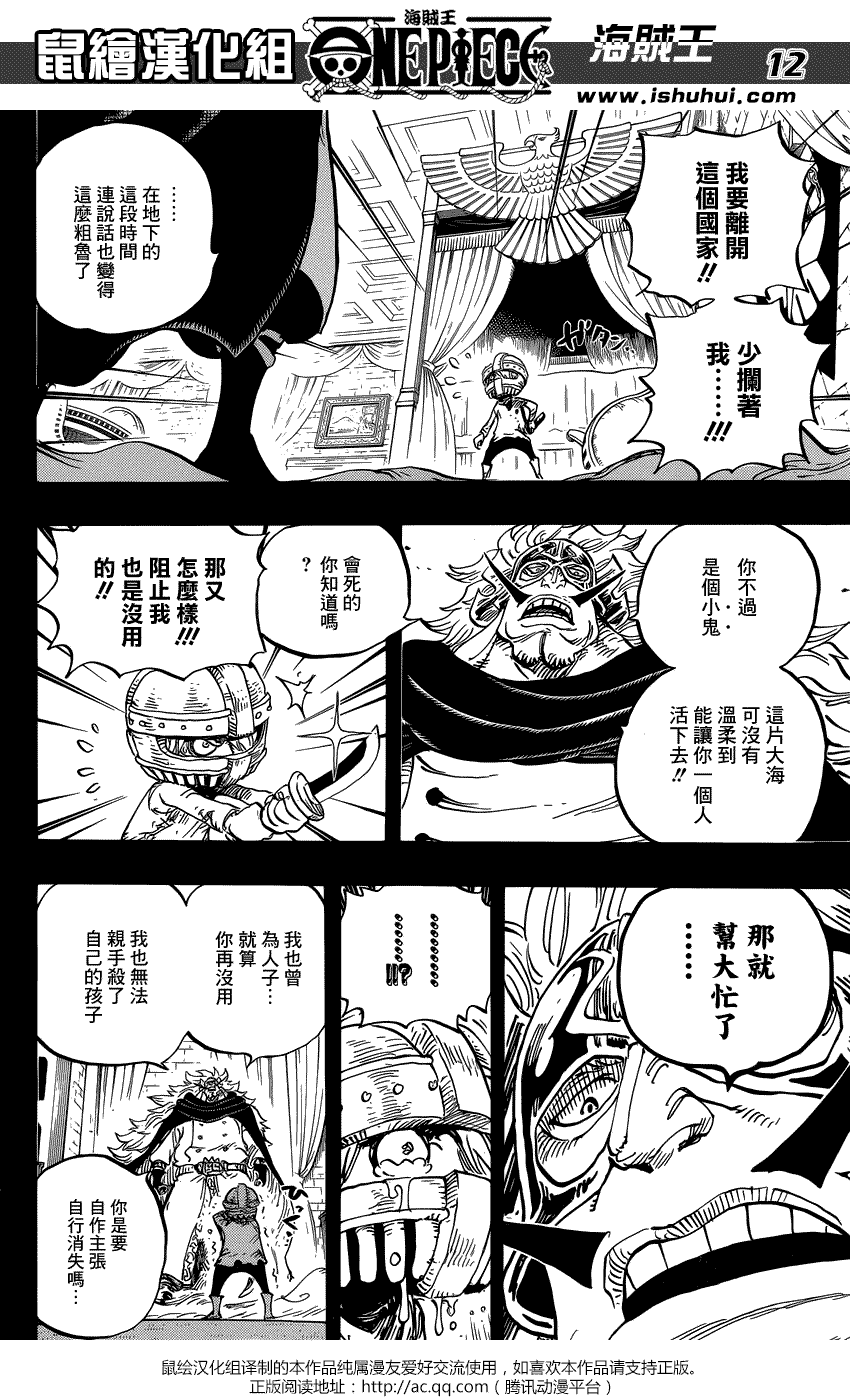 鼠繪漢化組
海賊王
ONE PIECE
海賊王
12
www.ishuhui.com
我要離開
這個國家!!
少攔著
我……!!!
ガタン
……
在地下的
這段時間
連說話也變得
這麼粗魯了
你不過
是個小鬼
這片大海
可沒有
溫柔到
能讓你一個人
活下去!!
會死的
你知道嗎
?
那又
怎麼樣!!!
阻止我
也是沒用
的!!
那就
幫大忙了
……
………
………!!?
我也曾
為人子…
就算
你再沒用
我也無法
親手殺了
自己的孩子
ひっく
你是要
自作主張
自行消失嗎…
鼠绘汉化组译制的本作品纯属漫友爱好交流使用，如喜欢本作品请支持正版。
正版阅读地址：http://ac.qq.com（腾讯动漫平台）